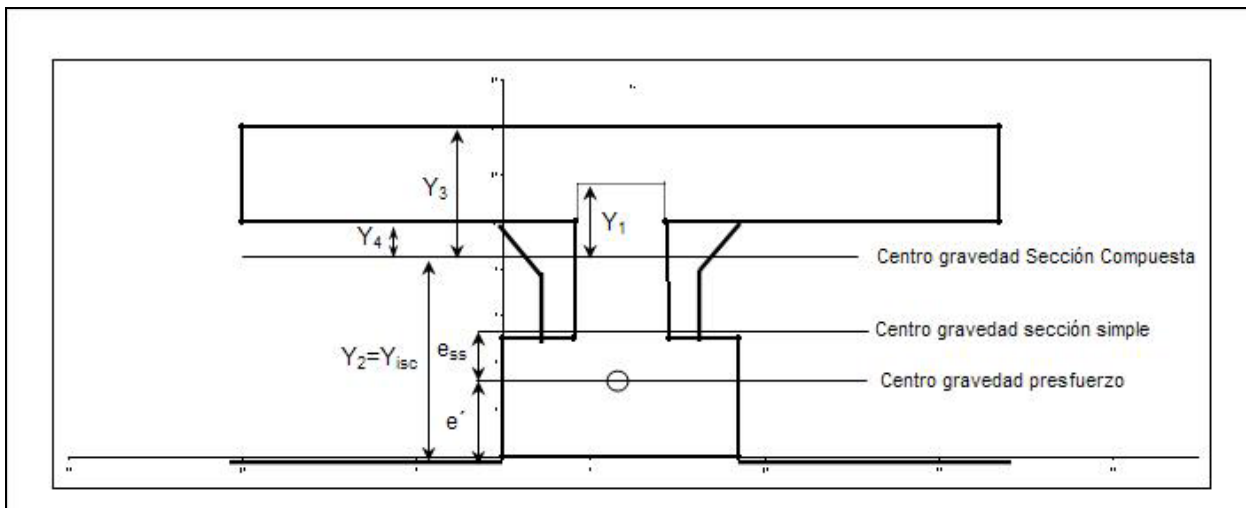 Y₃
Y₁
Y₄
Centro gravedad Sección Compuesta
Centro gravedad sección simple
Y₂=Yisc
ess
Centro gravedad presfuerzo
e´